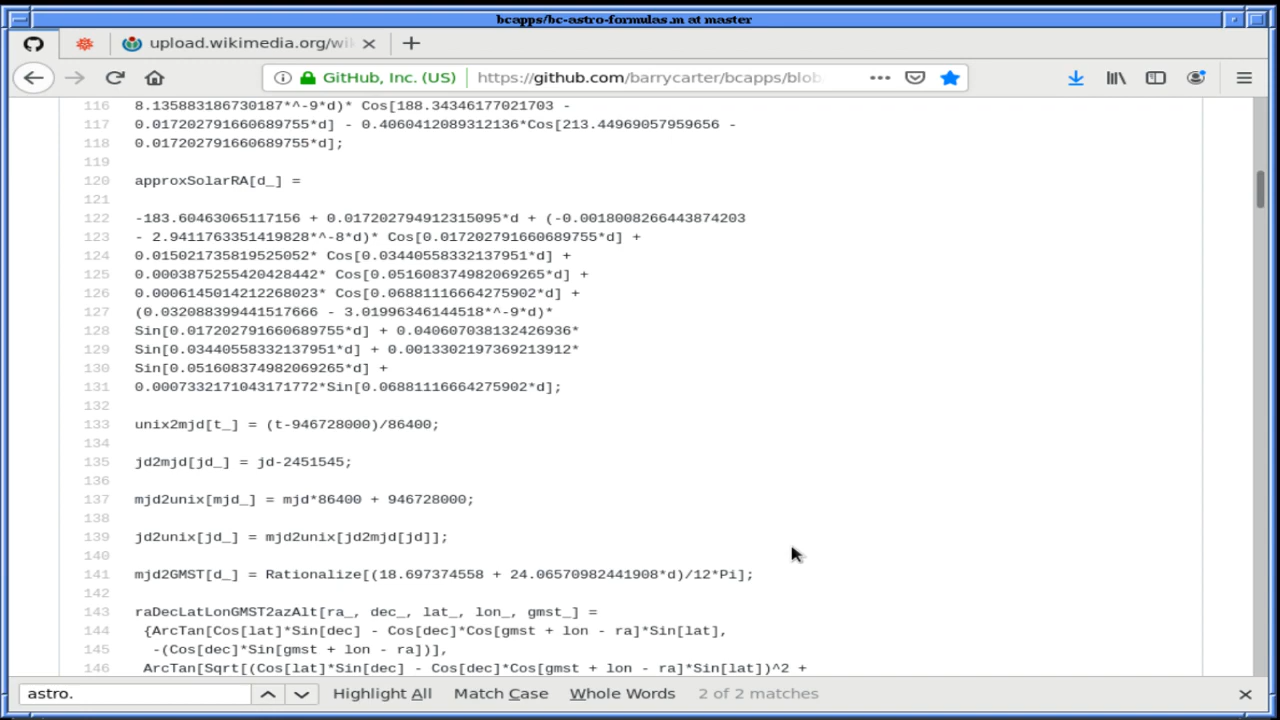 bcapps/bc-astro-formulas.m at master
upload.wikimedia.org/wi
GitHub, Inc. (US) https://github.com/barrycarter/bcapps/blob
116 8.135883186730187*^-9*d)* Cos[188.34346177021703 -
117 0.017202791660689755*d] - 0.4060412089312136*Cos[213.44969057959656 -
118 0.017202791660689755*d];
119
120 approxSolarRA[d_] =
121
122 -183.60463065117156 + 0.017202794912315095*d + (-0.0018008266443874203
123 - 2.9411763351419828*^-8*d)* Cos[0.017202791660689755*d] +
124 0.015021735819525052* Cos[0.03440558332137951*d] +
125 0.0003875255420428442* Cos[0.051608374982069265*d] +
126 0.0006145014212268023* Cos[0.06881116664275902*d] +
127 (0.032088399441517666 - 3.01996346144518*^-9*d)*
128 Sin[0.017202791660689755*d] + 0.040607038132426936*
129 Sin[0.03440558332137951*d] + 0.0013302197369213912*
130 Sin[0.051608374982069265*d] +
131 0.0007332171043171772*Sin[0.06881116664275902*d];
132
133 unix2mjd[t_] = (t-946728000)/86400;
134
135 jd2mjd[jd_] = jd-2451545;
136
137 mjd2unix[mjd_] = mjd*86400 + 946728000;
138
139 jd2unix[jd_] = mjd2unix[jd2mjd[jd]];
140
141 mjd2GMST[d_] = Rationalize[(18.697374558 + 24.06570982441908*d)/12*Pi];
142
143 raDecLatLonGMST2azAlt[ra_, dec_, lat_, lon_, gmst_] =
144 {ArcTan[Cos[lat]*Sin[dec] - Cos[dec]*Cos[gmst + lon - ra]*Sin[lat],
145 -(Cos[dec]*Sin[gmst + lon - ra])],
146 ArcTan[Sqrt[(Cos[lat]*Sin[dec] - Cos[dec]*Cos[gmst + lon - ra]*Sin[lat])^2 +
astro. Highlight All Match Case Whole Words 2 of 2 matches